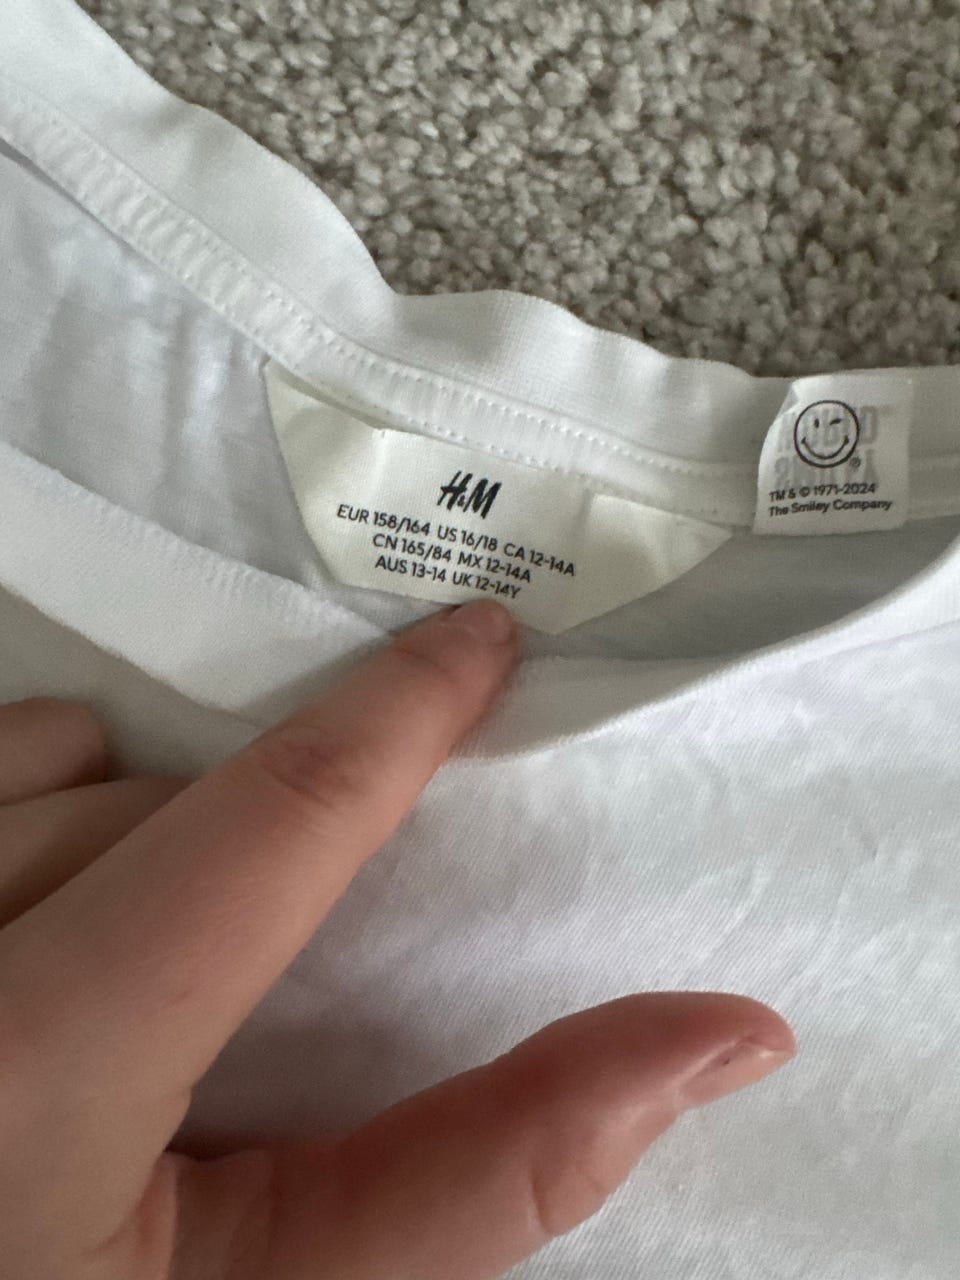 H&M
EUR 158/164 US 16/18 CA 12-14A
CN 165/84 MX 12-14A
AUS 13-14 UK 12-14Y
TM & © 1971-2024
The Smiley Company